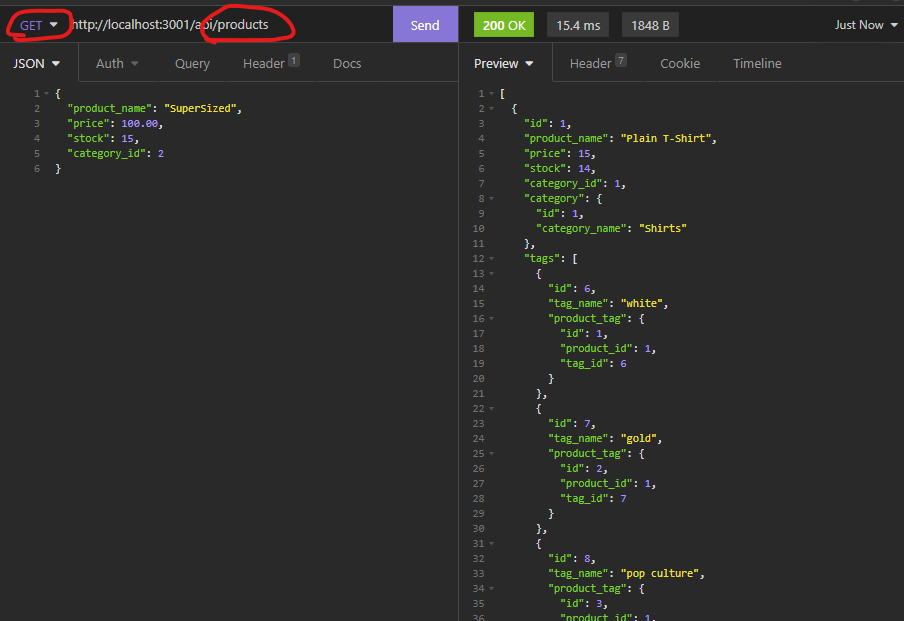 GET http://localhost:3001/api/products Send 200 OK 15.4 ms 1848 B Just Now
JSON Auth Query Header 1 Docs Preview Header 7 Cookie Timeline
1 {
2 "product_name": "SuperSized",
3 "price": 100.00,
4 "stock": 15,
5 "category_id": 2
6 }
1 [
2 {
3 "id": 1,
4 "product_name": "Plain T-Shirt",
5 "price": 15,
6 "stock": 14,
7 "category_id": 1,
8 "category": {
9 "id": 1,
10 "category_name": "Shirts"
11 },
12 "tags": [
13 {
14 "id": 6,
15 "tag_name": "white",
16 "product_tag": {
17 "id": 1,
18 "product_id": 1,
19 "tag_id": 6
20 }
21 },
22 {
23 "id": 7,
24 "tag_name": "gold",
25 "product_tag": {
26 "id": 2,
27 "product_id": 1,
28 "tag_id": 7
29 }
30 },
31 {
32 "id": 8,
33 "tag_name": "pop culture",
34 "product_tag": {
35 "id": 3,
36 "product_id": 1,